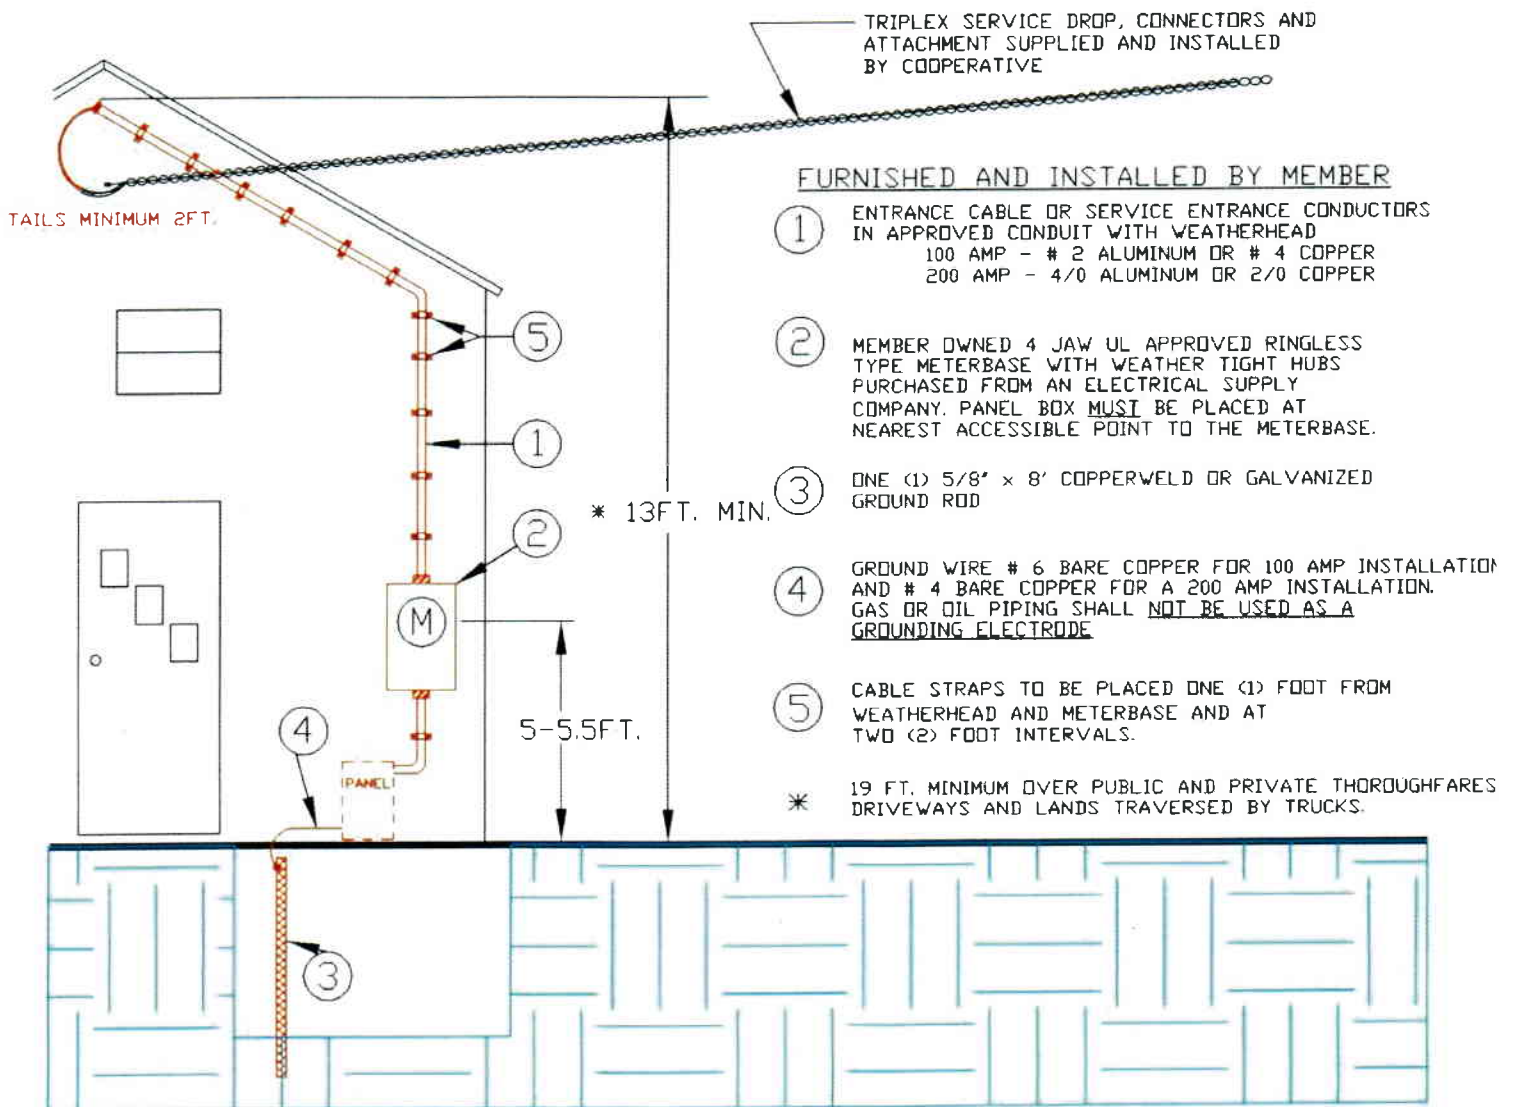 TRIPLEX SERVICE DROP, CONNECTORS AND
ATTACHMENT SUPPLIED AND INSTALLED
BY COOPERATIVE
TAILS MINIMUM 2FT.
FURNISHED AND INSTALLED BY MEMBER
1
ENTRANCE CABLE OR SERVICE ENTRANCE CONDUCTORS
IN APPROVED CONDUIT WITH WEATHERHEAD
100 AMP - # 2 ALUMINUM OR # 4 COPPER
200 AMP - 4/0 ALUMINUM OR 2/0 COPPER
2
MEMBER OWNED 4 JAW UL APPROVED RINGLESS
TYPE METERBASE WITH WEATHER TIGHT HUBS
PURCHASED FROM AN ELECTRICAL SUPPLY
COMPANY. PANEL BOX MUST BE PLACED AT
NEAREST ACCESSIBLE POINT TO THE METERBASE.
3
ONE (1) 5/8" x 8' COPPERWELD OR GALVANIZED
GROUND ROD
4
GROUND WIRE # 6 BARE COPPER FOR 100 AMP INSTALLATION
AND # 4 BARE COPPER FOR A 200 AMP INSTALLATION.
GAS OR OIL PIPING SHALL NOT BE USED AS A
GROUNDING ELECTRODE
5
CABLE STRAPS TO BE PLACED ONE (1) FOOT FROM
WEATHERHEAD AND METERBASE AND AT
TWO (2) FOOT INTERVALS.
*
19 FT. MINIMUM OVER PUBLIC AND PRIVATE THOROUGHFARES
DRIVEWAYS AND LANDS TRAVERSED BY TRUCKS.
5
1
* 13FT. MIN.
2
M
5-5.5FT.
4
PANEL
3